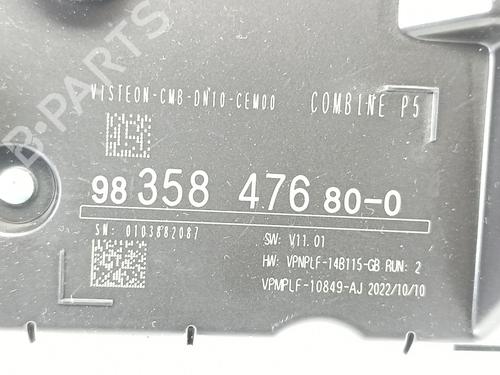 VISTEON-CMB-DN10-CEM00 COMBINE P5
98 358 476 80-0
SN: 0103882087
SW: V11.01
HW: VPNPLF-14B115-GB RUN: 2
VPMPLF-10849-AJ 2022/10/10
B-PARTS